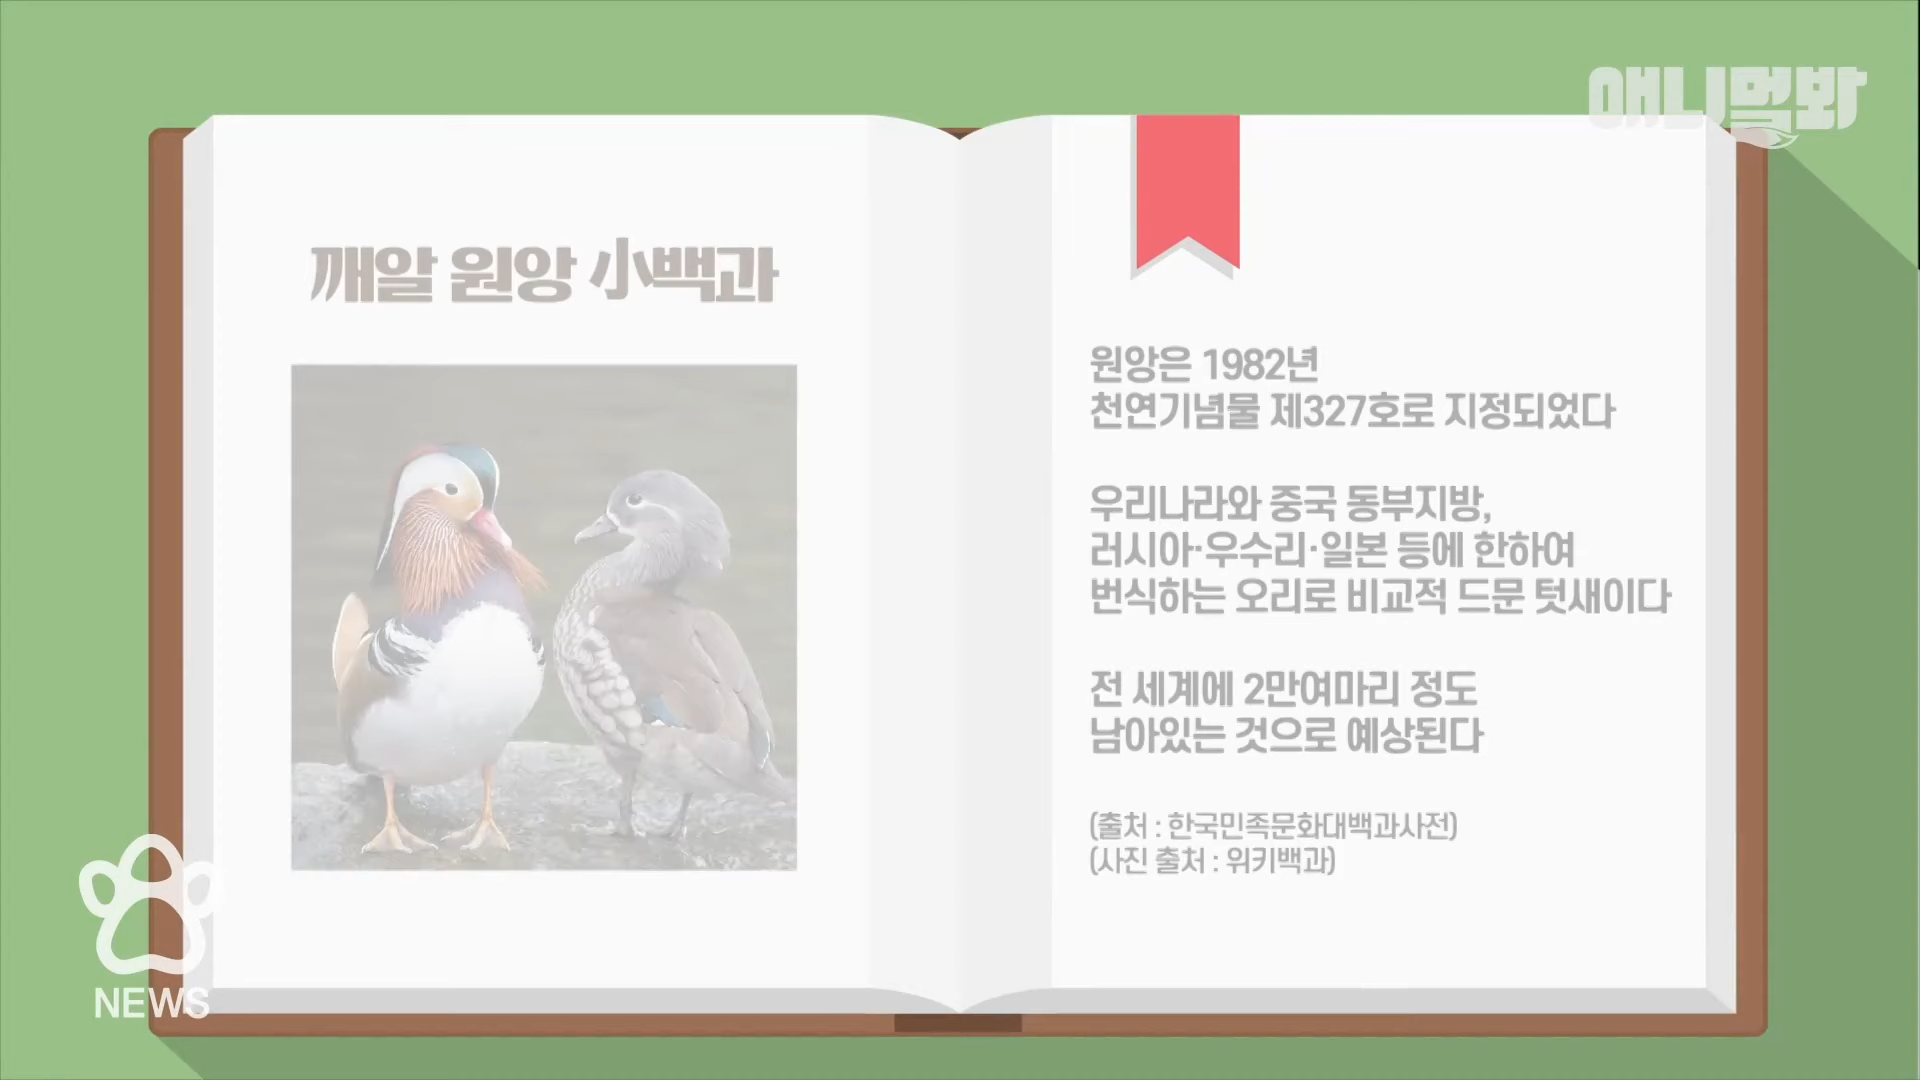 애니멀봐
깨알 원앙 小백과
원앙은 1982년
천연기념물 제327호로 지정되었다
우리나라와 중국 동부지방,
러시아·우수리·일본 등에 한하여
번식하는 오리로 비교적 드문 텃새이다
전 세계에 2만여마리 정도
남아있는 것으로 예상된다
(출처 : 한국민족문화대백과사전)
(사진 출처 : 위키백과)
NEWS